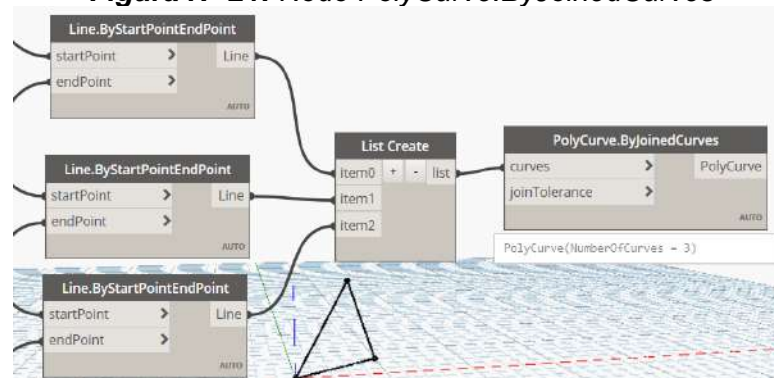 Line.ByStartPointEndPoint
startPoint > Line
endPoint >
AUTO
Line.ByStartPointEndPoint
startPoint > Line
endPoint >
AUTO
Line.ByStartPointEndPoint
startPoint > Line
endPoint >
AUTO
List Create
item0 + - list
item1
item2
PolyCurve.ByJoinedCurves
curves > PolyCurve
joinTolerance >
AUTO
PolyCurve(NumberOfCurves = 3)